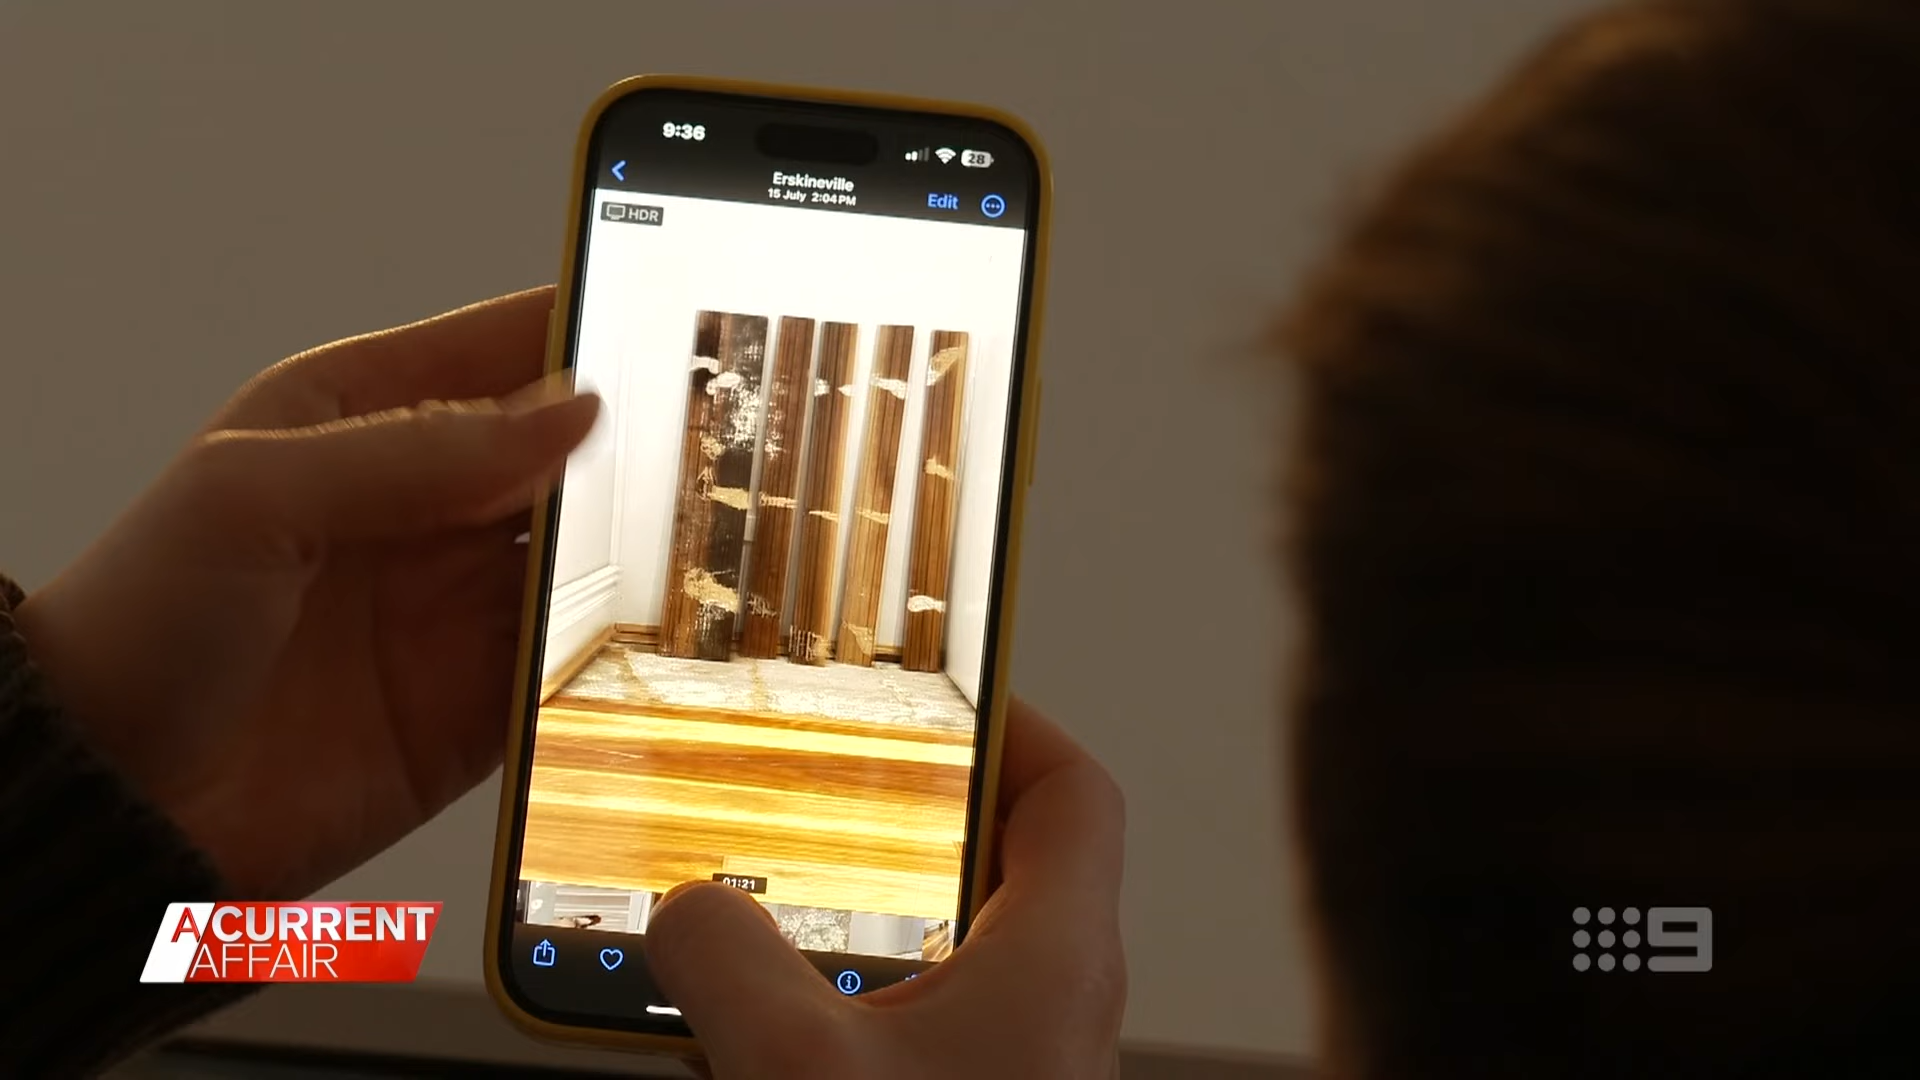 9:36
28
Erskineville
15 July 2:04 PM
Edit
HDR
01:21
A CURRENT
AFFAIR
9